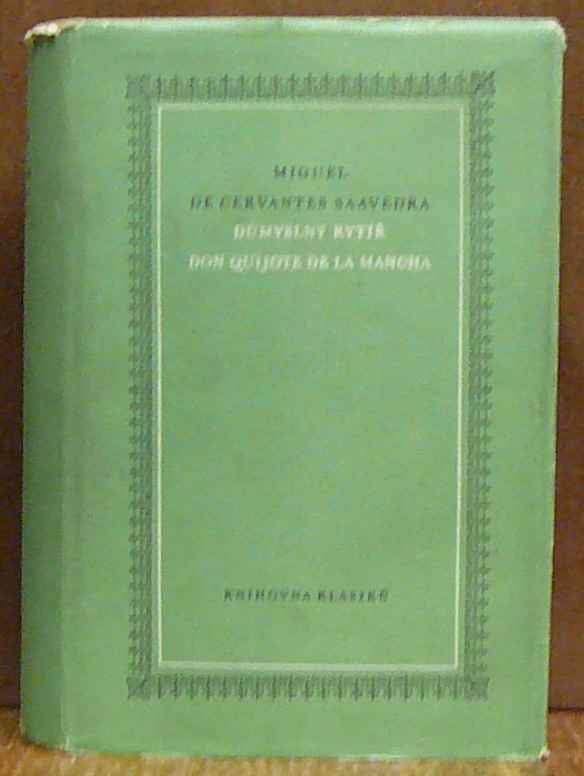 MIGUEL
DE CERVANTES SAAVEDRA
DŮMYSLNÝ RYTÍŘ
DON QUIJOTE DE LA MANCHA
KNIHOVNA KLASIKŮ